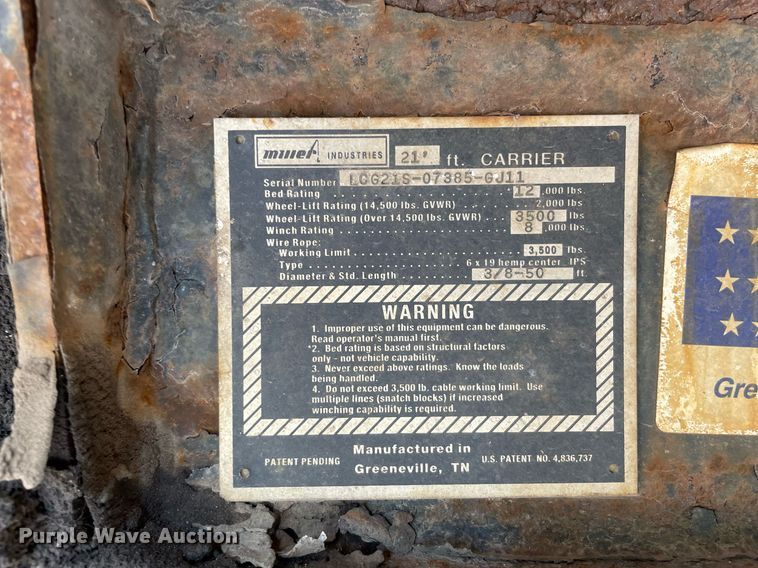 Miller INDUSTRIES 21' ft. CARRIER
Serial Number LCG21S-07385-GJ11
Bed Rating ........ 12 ,000 lbs.
Wheel-Lift Rating (14,500 lbs. GVWR) ..... 2,000 lbs.
Wheel-Lift Rating (Over 14,500 lbs. GVWR) .... 3500 lbs
Winch Rating ........ 8 ,000 lbs.
Wire Rope:
Working Limit ........ 3,500 lbs.
Type ........ 6 x 19 hemp center IPS
Diameter & Std. Length ........ 3/8-50 ft.
WARNING
1. Improper use of this equipment can be dangerous.
Read operator's manual first.
*2. Bed rating is based on structural factors
only - not vehicle capability.
3. Never exceed above ratings. Know the loads
being handled.
4. Do not exceed 3,500 lb. cable working limit. Use
multiple lines (snatch blocks) if increased
winching capability is required.
PATENT PENDING Manufactured in Greeneville, TN U.S. PATENT NO. 4,836,737
Gre
Purple Wave Auction